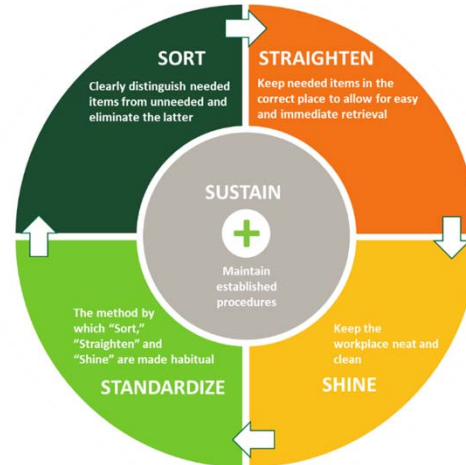 SORT
Clearly distinguish needed
items from unneeded and
eliminate the latter
STRAIGHTEN
Keep needed items in the
correct place to allow for easy
and immediate retrieval
SUSTAIN
Maintain
established
procedures
The method by
which “Sort,”
“Straighten” and
“Shine” are made habitual
STANDARDIZE
Keep the
workplace neat and
clean
SHINE